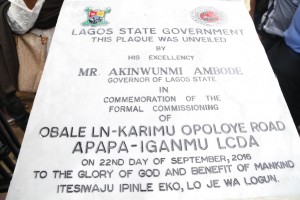 LAGOS STATE GOVERNMENT
THIS PLAQUE WAS UNVEILED
BY
HIS EXCELLENCY
MR. AKINWUNMI AMBODE
GOVERNOR OF LAGOS STATE
IN
COMMEMORATION OF THE
FORMAL COMMISSIONING
OF
OBALE LN-KARIMU OPOLOYE ROAD
APAPA-IGANMU LCDA
ON 22ND DAY OF SEPTEMBER, 2016
TO THE GLORY OF GOD AND BENEFIT OF MANKIND
ITESIWAJU IPINLE EKO, LO JE WA LOGUN.